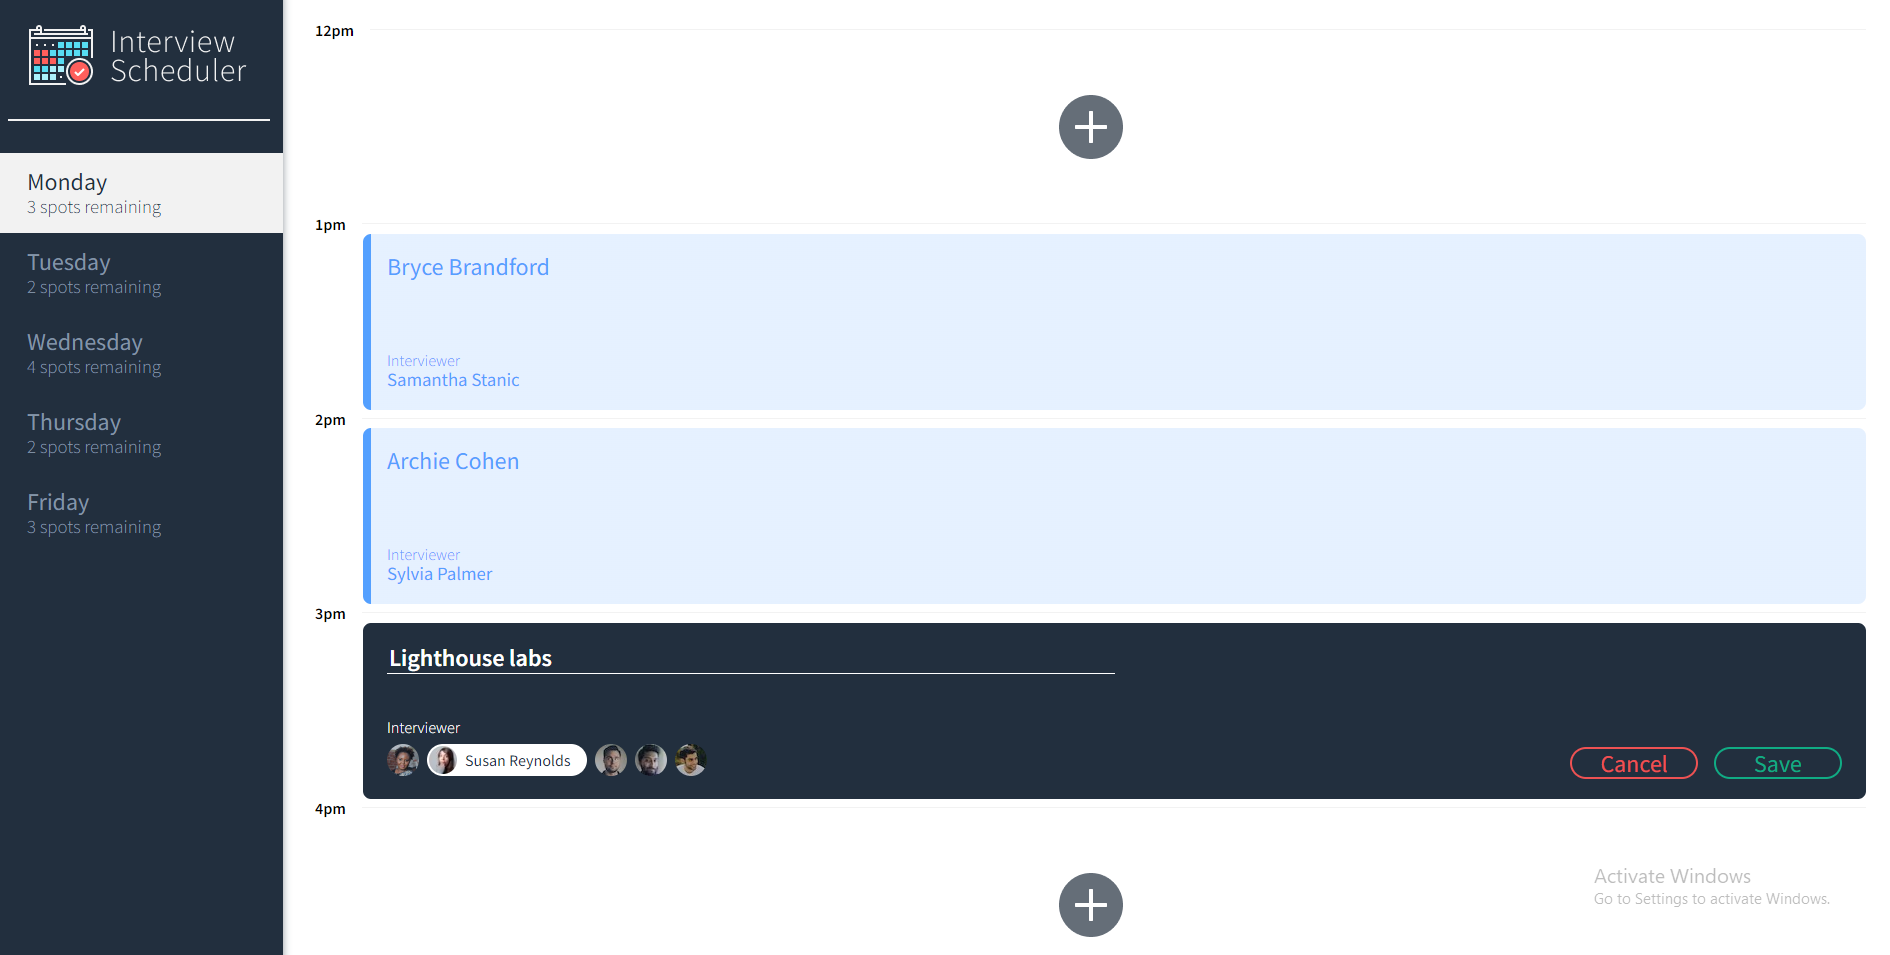 Interview
Scheduler
Monday
3 spots remaining
Tuesday
2 spots remaining
Wednesday
4 spots remaining
Thursday
2 spots remaining
Friday
3 spots remaining
12pm
1pm
Bryce Brandford
Interviewer
Samantha Stanic
2pm
Archie Cohen
Interviewer
Sylvia Palmer
3pm
Lighthouse labs
Interviewer
Susan Reynolds
Cancel
Save
4pm
Activate Windows
Go to Settings to activate Windows.